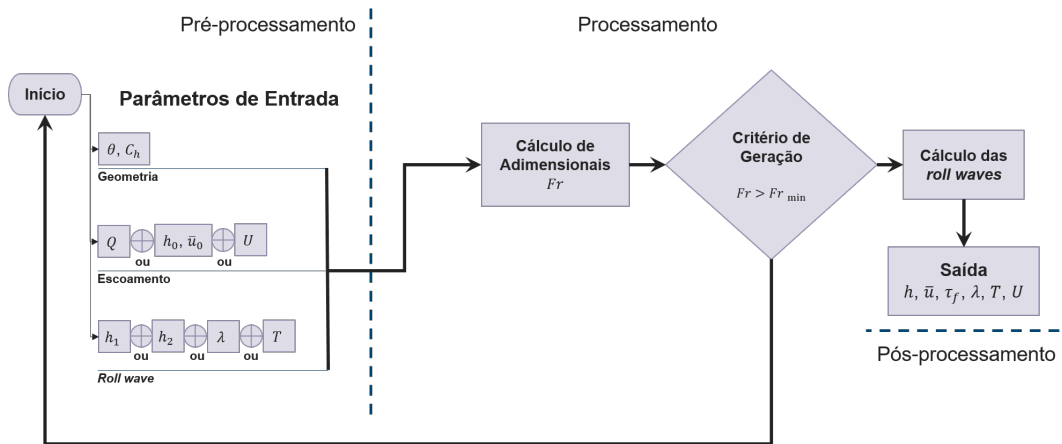 Pré-processamento
Processamento
Início
Parâmetros de Entrada
θ, C_h
Geometria
Q
ou
h_0, ū_0
ou
U
Escoamento
h_1
ou
h_2
ou
λ
ou
T
Roll wave
Cálculo de
Adimensionais
Fr
Critério de
Geração
Fr > Fr_min
Cálculo das
roll waves
Saída
h, ū, τ_f, λ, T, U
Pós-processamento